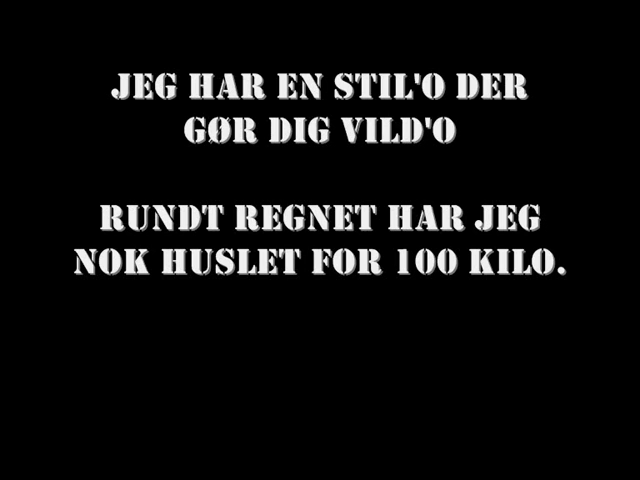 JEG HAR EN STIL'O DER
GØR DIG VILD'O
RUNDT REGNET HAR JEG
NOK HUSLET FOR 100 KILO.